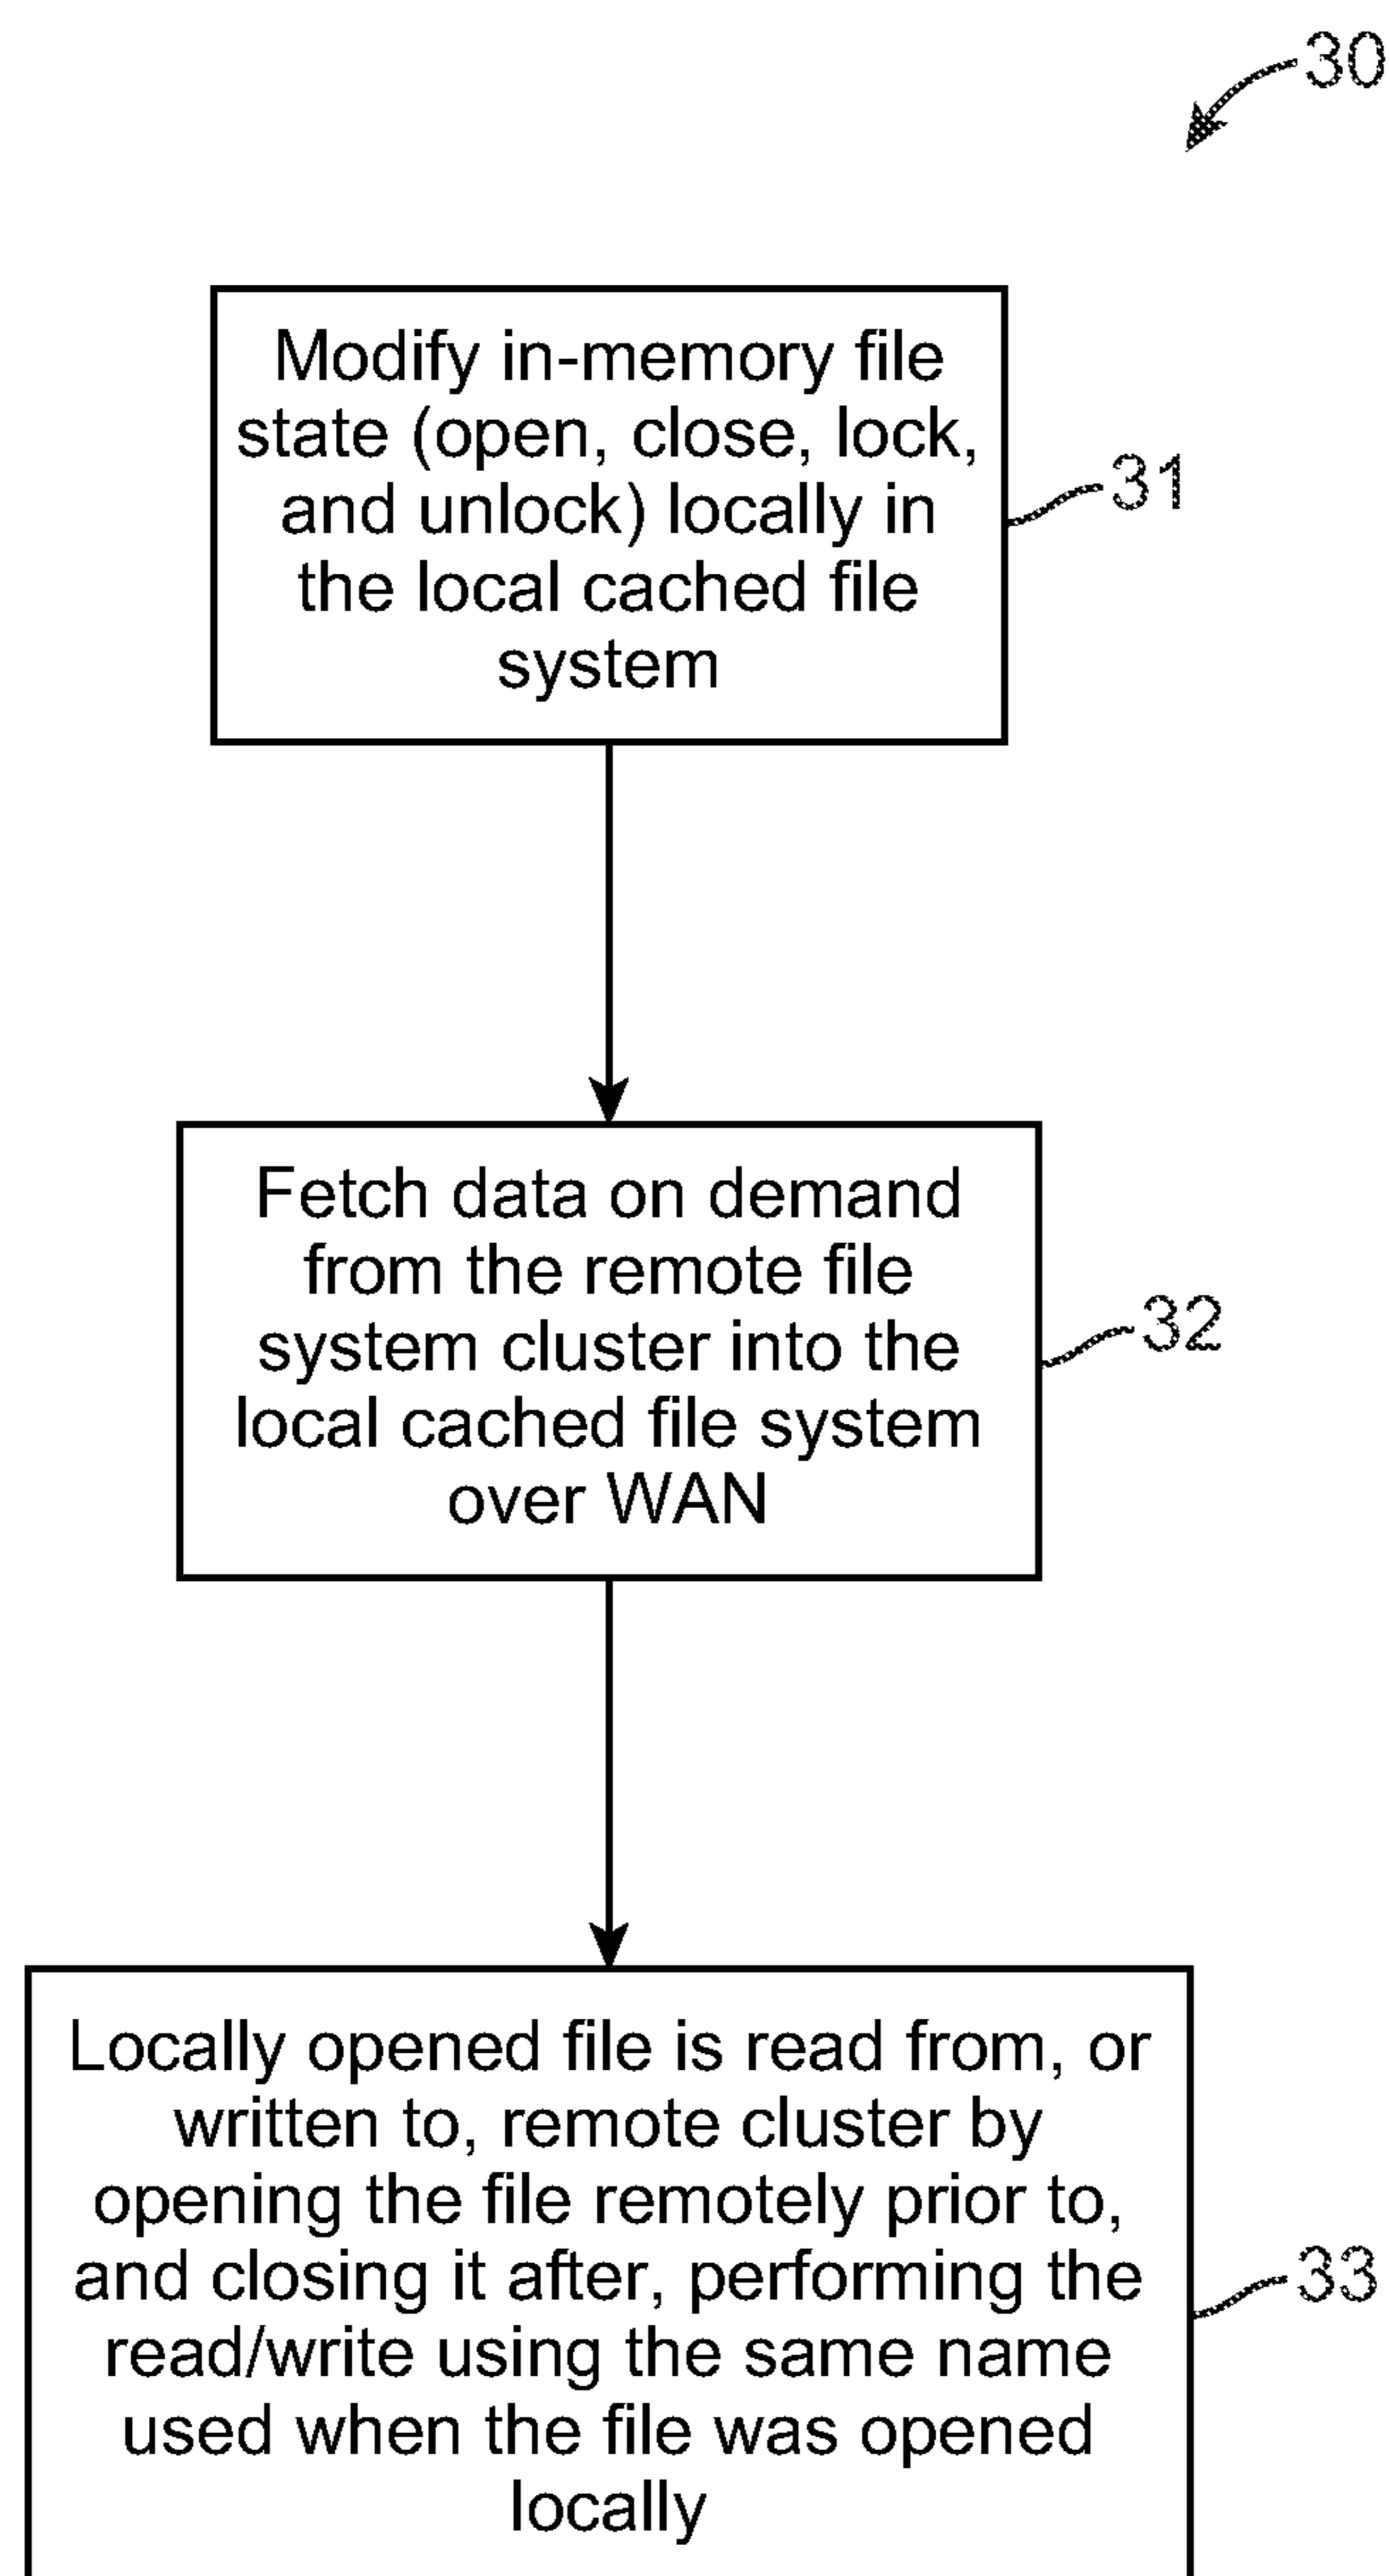 30
Modify in-memory file
state (open, close, lock,
and unlock) locally in
the local cached file
system
31
Fetch data on demand
from the remote file
system cluster into the
local cached file system
over WAN
32
Locally opened file is read from, or
written to, remote cluster by
opening the file remotely prior to,
and closing it after, performing the
read/write using the same name
used when the file was opened
locally
33